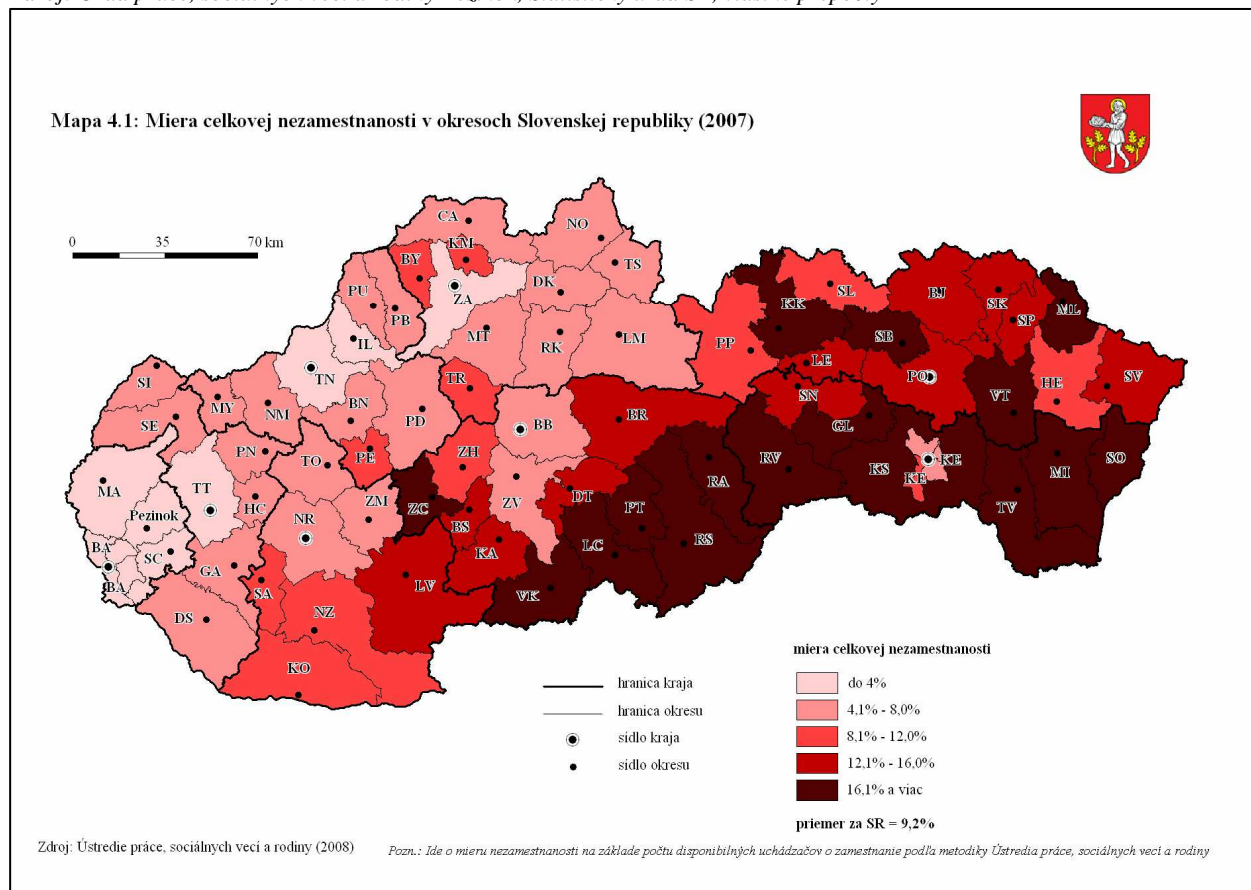 Mapa 4.1: Miera celkovej nezamestnanosti v okresoch Slovenskej republiky (2007)
0 35 70 km
CA
NO
KM
BY
TS
ZA
DK
PU
PB
IL
MT
RK
LM
TN
TR
SI
MY
NM
BN
PD
SE
PN
TO
PE
ZH
BB
BR
MA
TT
HC
ZM
ZC
ZV
DT
Pezinok
NR
BS
BA
SC
BA
GA
SA
KA
LC
PT
RA
RS
DS
NZ
LV
VK
KO
KK
SL
BJ
SK
SP
ML
PP
SB
LE
PO
HE
SV
SN
VT
GL
RV
KS
KE
KE
TV
MI
SO
miera celkovej nezamestnanosti
do 4%
4,1% - 8,0%
8,1% - 12,0%
12,1% - 16,0%
16,1% a viac
priemer za SR = 9,2%
hranica kraja
hranica okresu
sídlo kraja
sídlo okresu
Zdroj: Ústredie práce, sociálnych vecí a rodiny (2008)
Pozn.: Ide o mieru nezamestnanosti na základe počtu disponibilných uchádzačov o zamestnanie podľa metodiky Ústredia práce, sociálnych vecí a rodiny